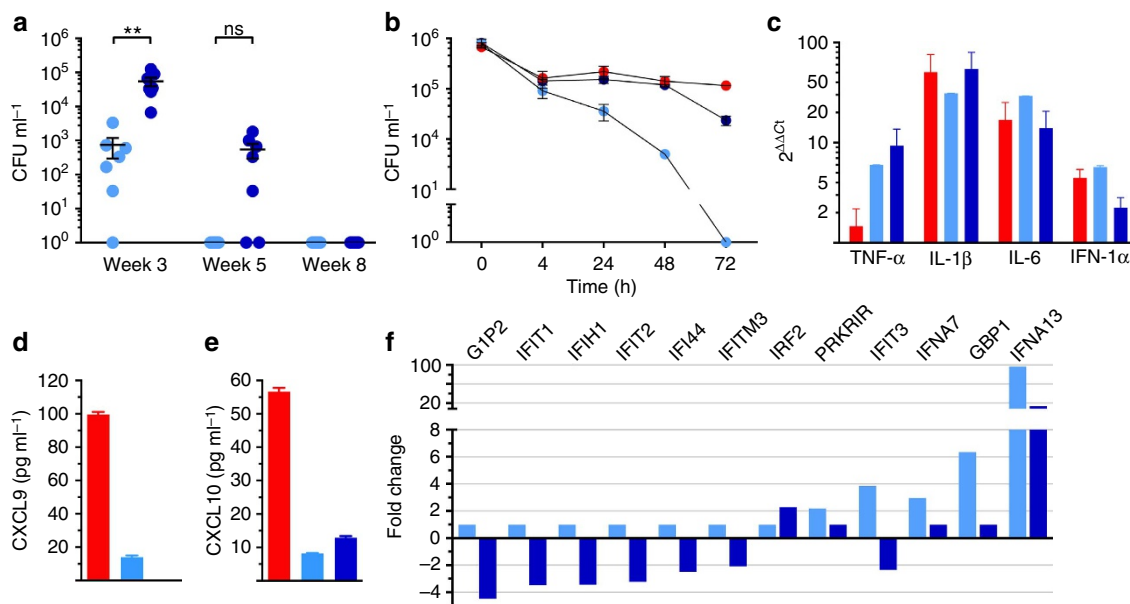 a
**
ns
10⁶
10⁵
10⁴
10³
10²
10¹
10⁰
CFU ml⁻¹
Week 3
Week 5
Week 8
b
10⁶
10⁵
10⁴
10¹
10⁰
CFU ml⁻¹
0
4
24
48
72
Time (h)
c
100
50
10
5
2
2^ΔΔCt
TNF-α
IL-1β
IL-6
IFN-1α
d
120
100
80
60
40
20
CXCL9 (pg ml⁻¹)
e
60
50
40
30
20
10
CXCL10 (pg ml⁻¹)
f
G1P2
IFIT1
IFIH1
IFIT2
IFI44
IFITM3
IRF2
PRKRIR
IFIT3
IFNA7
GBP1
IFNA13
100
20
8
6
4
2
0
−2
−4
Fold change